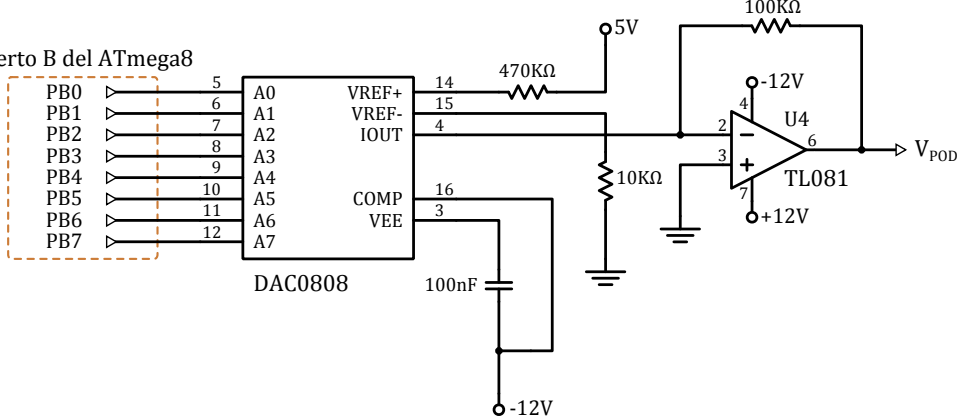 100KΩ
5V
erto B del ATmega8
470KΩ
PB0 5 A0 VREF+ 14
PB1 6 A1 VREF- 15
PB2 7 A2 IOUT 4
PB3 8 A3
PB4 9 A4
PB5 10 A5 COMP 16
PB6 11 A6 VEE 3
PB7 12 A7
DAC0808
10KΩ
100nF
-12V
-12V
4
U4
2 -
3 +
6
7
TL081
+12V
VPOD